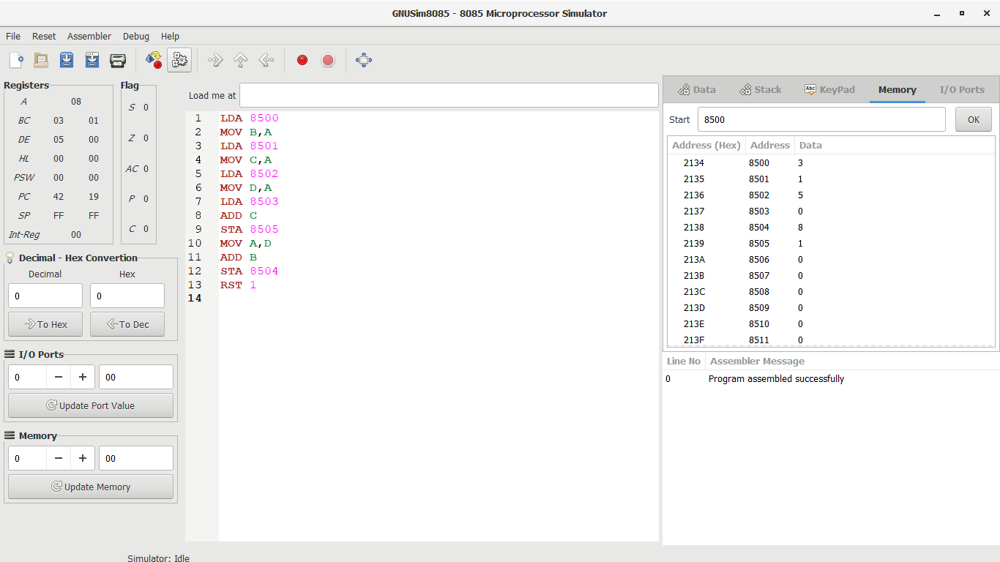 GNUSim8085 - 8085 Microprocessor Simulator
File Reset Assembler Debug Help
Registers
A 08
BC 03 01
DE 05 00
HL 00 00
PSW 00 00
PC 42 19
SP FF FF
Int-Reg 00
Flag
S 0
Z 0
AC 0
P 0
C 0
Decimal - Hex Convertion
Decimal Hex
0 0
To Hex To Dec
I/O Ports
0 − + 00
Update Port Value
Memory
0 − + 00
Update Memory
Load me at
1 LDA 8500
2 MOV B,A
3 LDA 8501
4 MOV C,A
5 LDA 8502
6 MOV D,A
7 LDA 8503
8 ADD C
9 STA 8505
10 MOV A,D
11 ADD B
12 STA 8504
13 RST 1
14
Data Stack Abc KeyPad Memory I/O Ports
Start 8500 OK
Address (Hex) Address Data
2134 8500 3
2135 8501 1
2136 8502 5
2137 8503 0
2138 8504 8
2139 8505 1
213A 8506 0
213B 8507 0
213C 8508 0
213D 8509 0
213E 8510 0
213F 8511 0
Line No Assembler Message
0 Program assembled successfully
Simulator: Idle